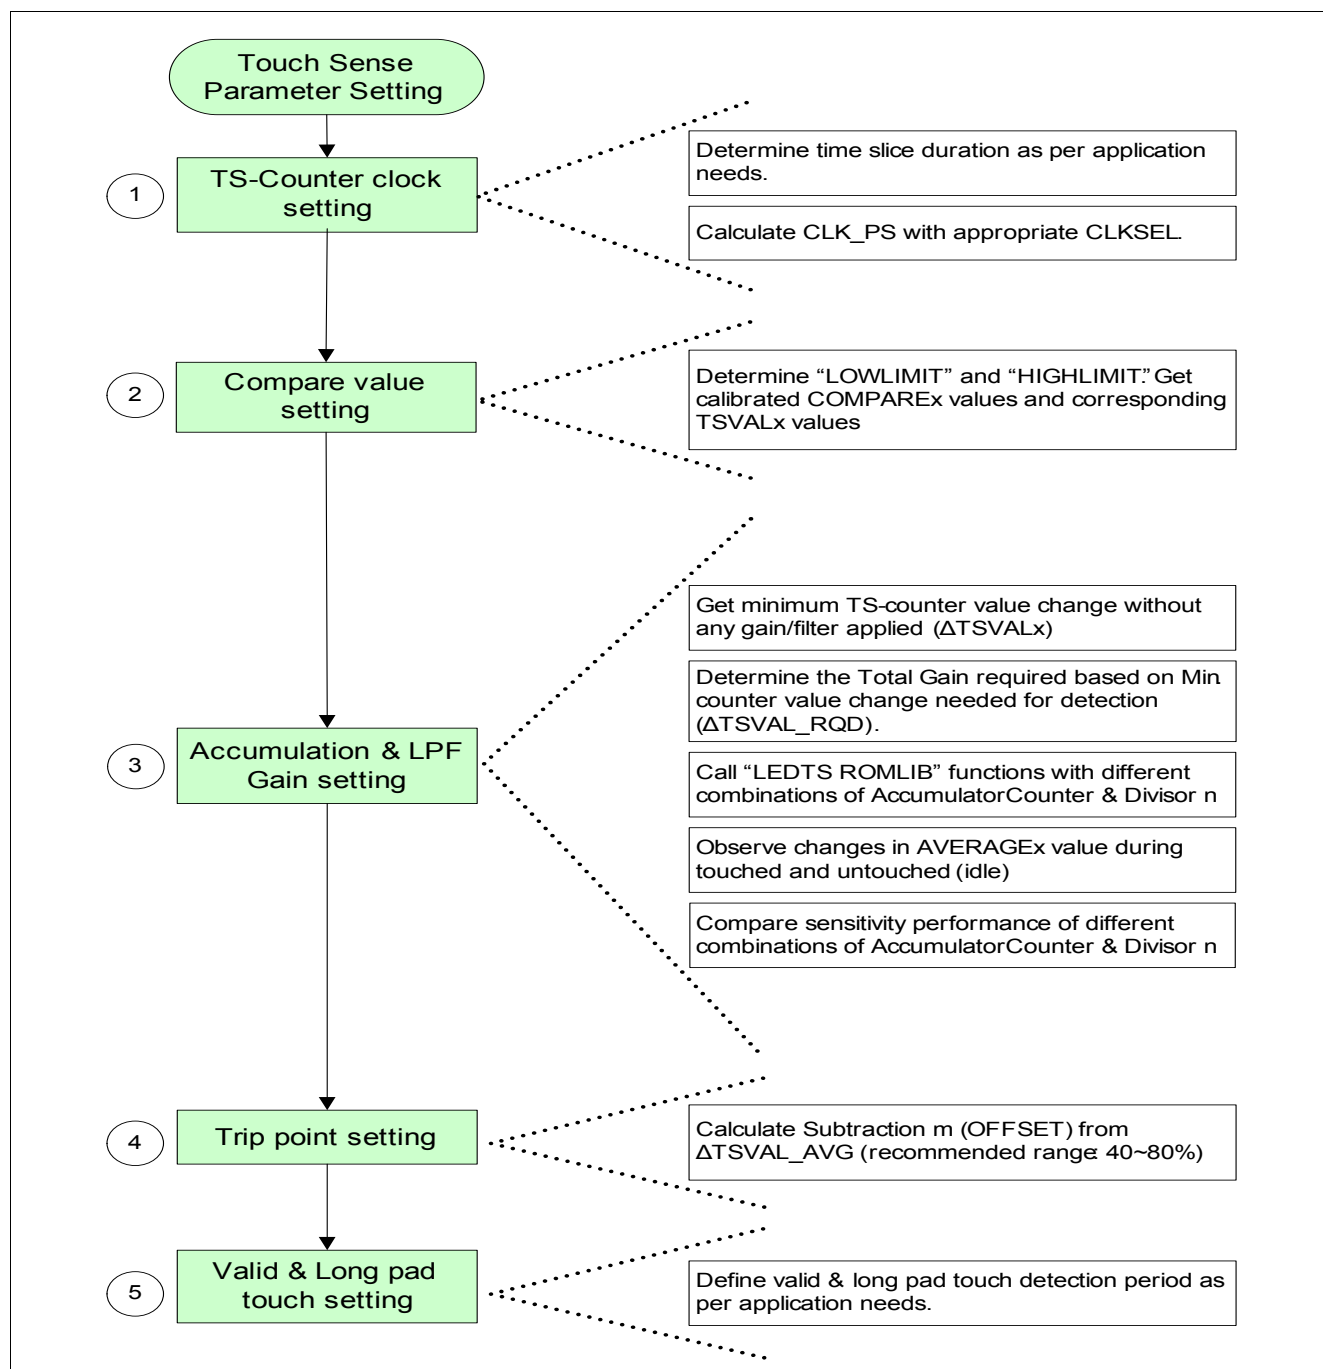 Touch Sense
Parameter Setting
1
TS-Counter clock
setting
Determine time slice duration as per application
needs.
Calculate CLK_PS with appropriate CLKSEL.
2
Compare value
setting
Determine “LOWLIMIT” and “HIGHLIMIT.” Get
calibrated COMPAREx values and corresponding
TSVALx values
3
Accumulation & LPF
Gain setting
Get minimum TS-counter value change without
any gain/filter applied (ΔTSVALx)
Determine the Total Gain required based on Min.
counter value change needed for detection
(ΔTSVAL_RQD).
Call “LEDTS ROMLIB” functions with different
combinations of AccumulatorCounter & Divisor n
Observe changes in AVERAGEx value during
touched and untouched (idle)
Compare sensitivity performance of different
combinations of AccumulatorCounter & Divisor n
4
Trip point setting
Calculate Subtraction m (OFFSET) from
ΔTSVAL_AVG (recommended range: 40~80%)
5
Valid & Long pad
touch setting
Define valid & long pad touch detection period as
per application needs.